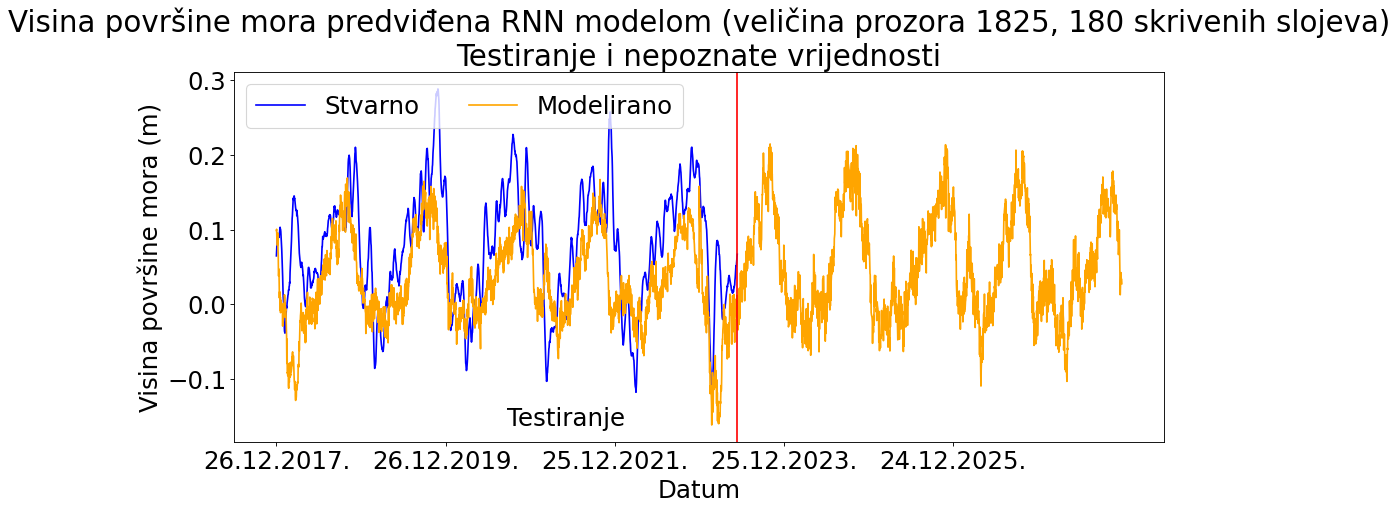 Visina površine mora predviđena RNN modelom (veličina prozora 1825, 180 skrivenih slojeva)
Testiranje i nepoznate vrijednosti
Stvarno
Modelirano
Visina površine mora (m)
0.3
0.2
0.1
0.0
−0.1
Testiranje
26.12.2017.
26.12.2019.
25.12.2021.
25.12.2023.
24.12.2025.
Datum